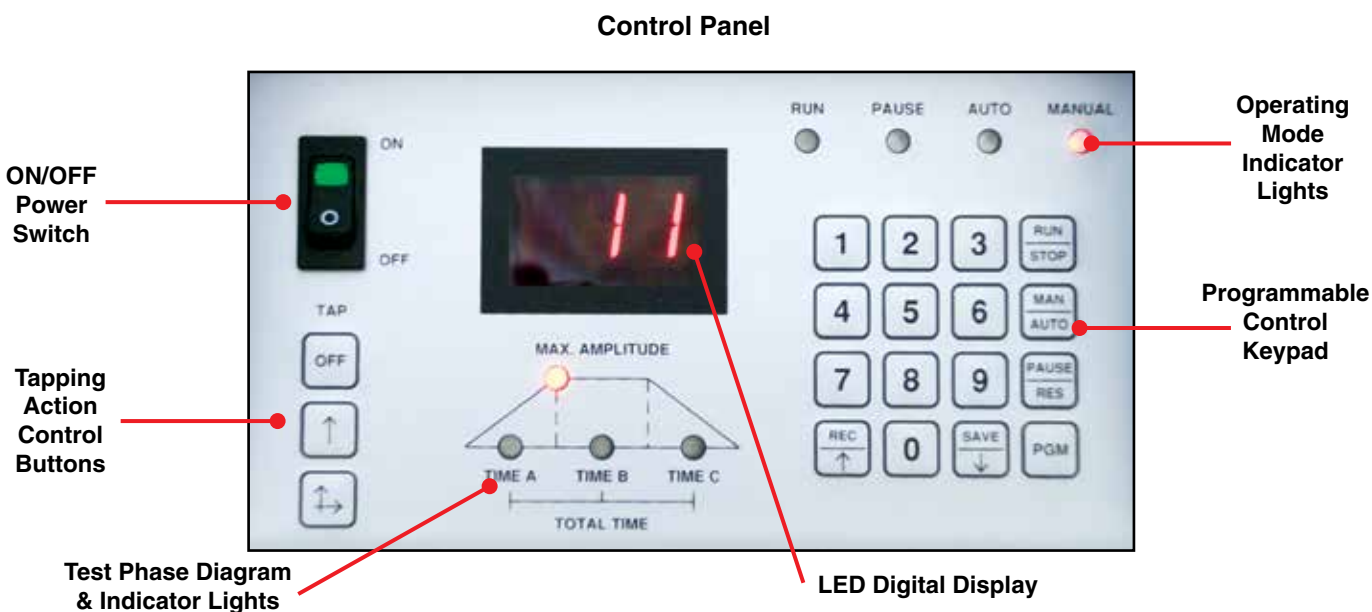 Control Panel
RUN PAUSE AUTO MANUAL
Operating
Mode
Indicator
Lights
ON
ON/OFF
Power
Switch
OFF
11
1 2 3 RUN
STOP
4 5 6 MAN
AUTO
7 8 9 PAUSE
RES
REC
↑ 0 SAVE
↓ PGM
Programmable
Control
Keypad
TAP
OFF
↑
Tapping
Action
Control
Buttons
MAX. AMPLITUDE
TIME A TIME B TIME C
TOTAL TIME
Test Phase Diagram
& Indicator Lights
LED Digital Display